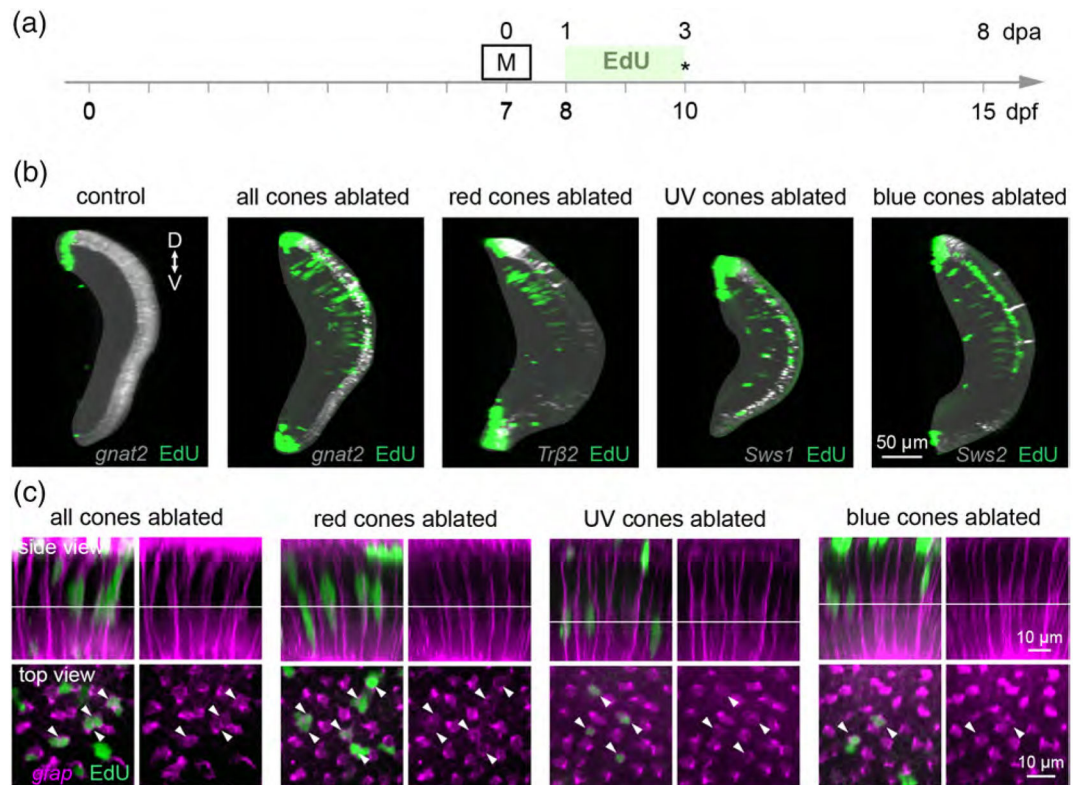 (a)
0 1 3 8 dpa
M EdU *
0 7 8 10 15 dpf
(b)
control all cones ablated red cones ablated UV cones ablated blue cones ablated
D
V
50 µm
gnat2 EdU gnat2 EdU Trβ2 EdU Sws1 EdU Sws2 EdU
(c)
all cones ablated red cones ablated UV cones ablated blue cones ablated
side view
10 µm
top view
gfap EdU 10 µm